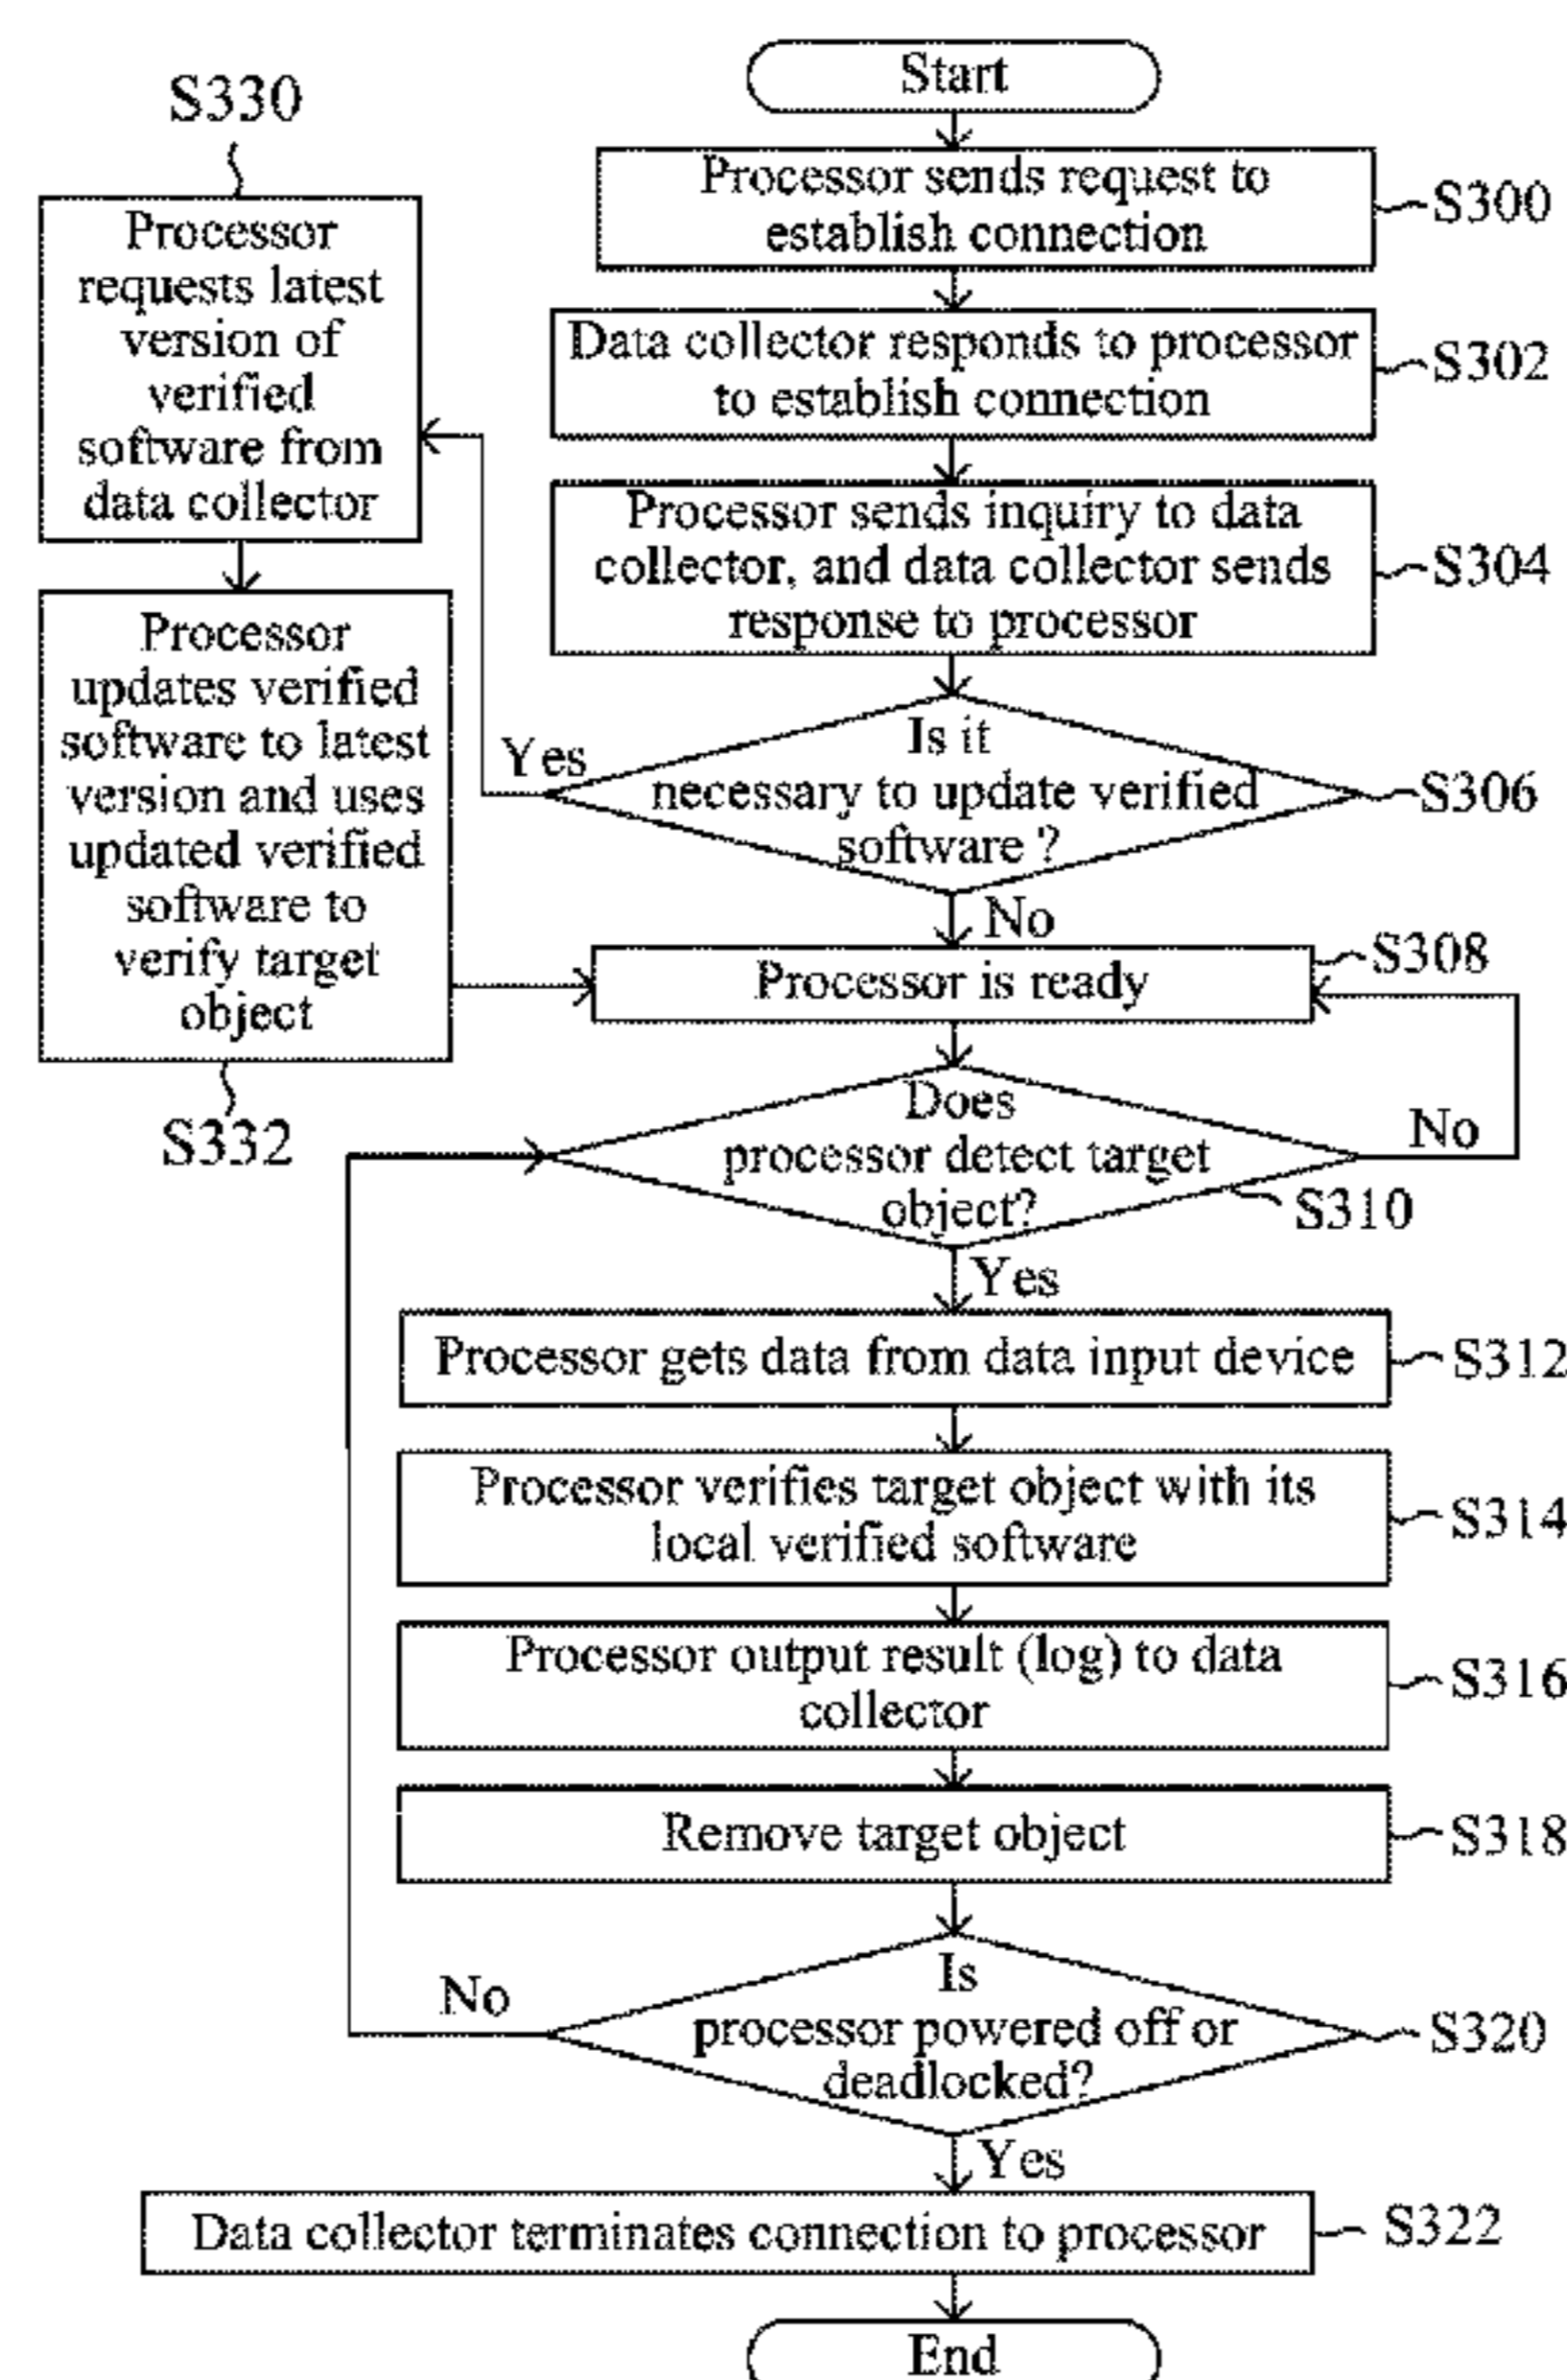 Start
S330
Processor sends request to
establish connection
S300
Processor
requests latest
version of
verified
software from
data collector
Data collector responds to processor
to establish connection
S302
Processor sends inquiry to data
collector, and data collector sends
response to processor
S304
Processor
updates verified
software to latest
version and uses
updated verified
software to
verify target
object
S332
Yes
Is it
necessary to update verified
software ?
S306
No
Processor is ready
S308
Does
processor detect target
object?
No
S310
Yes
Processor gets data from data input device
S312
Processor verifies target object with its
local verified software
S314
Processor output result (log) to data
collector
S316
Remove target object
S318
No
Is
processor powered off or
deadlocked?
S320
Yes
Data collector terminates connection to processor
S322
End